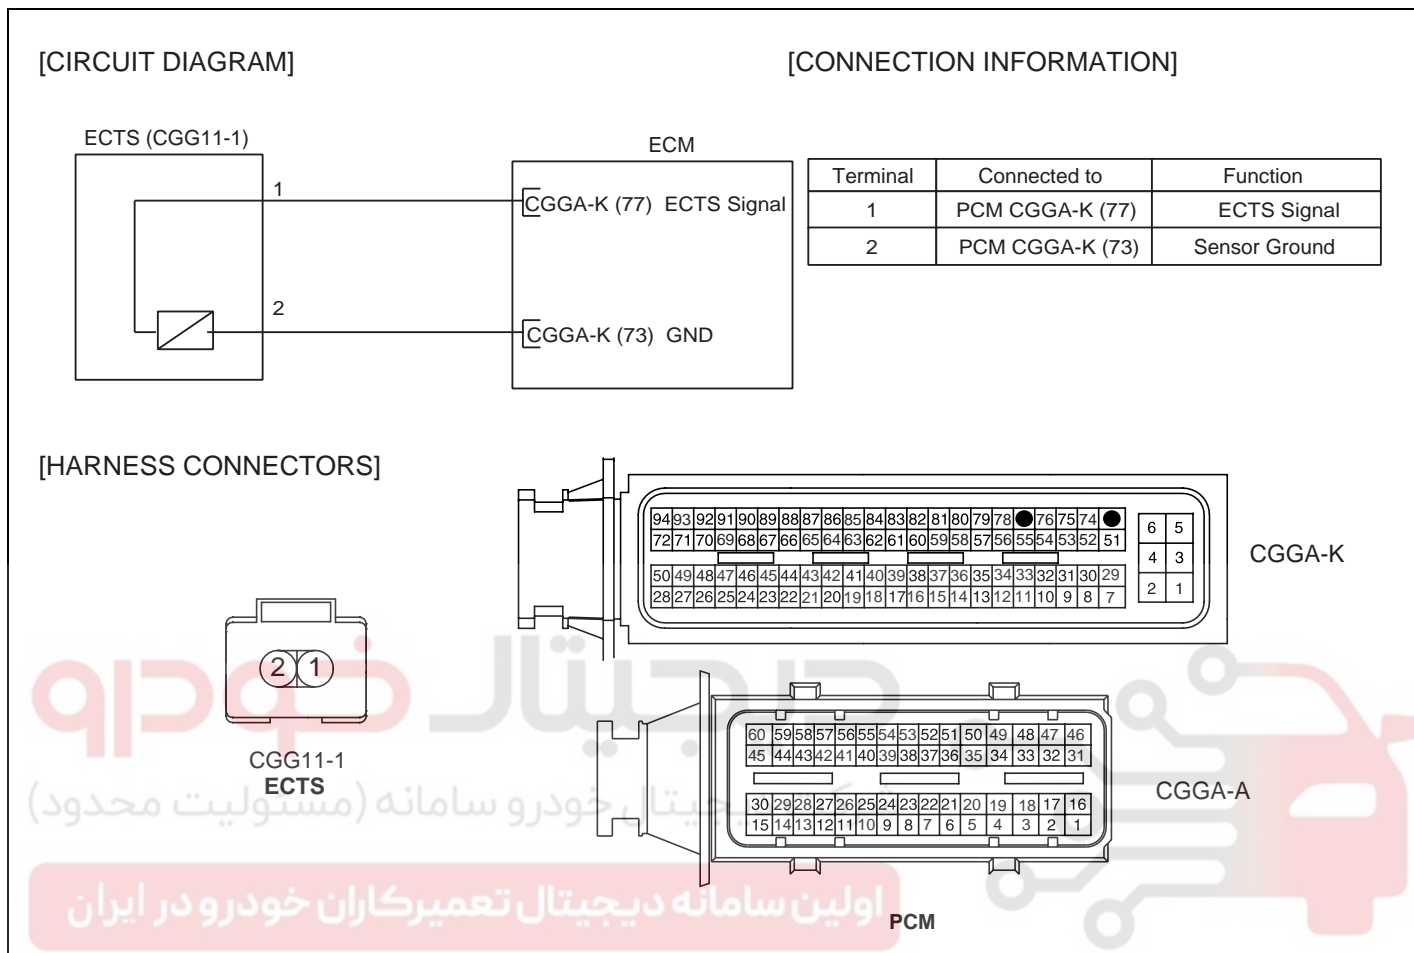 [CIRCUIT DIAGRAM]
[CONNECTION INFORMATION]
ECTS (CGG11-1)
ECM
1
CGGA-K (77) ECTS Signal
2
CGGA-K (73) GND
Terminal Connected to Function
1 PCM CGGA-K (77) ECTS Signal
2 PCM CGGA-K (73) Sensor Ground
[HARNESS CONNECTORS]
94 93 92 91 90 89 88 87 86 85 84 83 82 81 80 79 78 76 75 74
72 71 70 69 68 67 66 65 64 63 62 61 60 59 58 57 56 55 54 53 52 51
50 49 48 47 46 45 44 43 42 41 40 39 38 37 36 35 34 33 32 31 30 29
28 27 26 25 24 23 22 21 20 19 18 17 16 15 14 13 12 11 10 9 8 7
6 5
4 3
2 1
CGGA-K
2 1
CGG11-1
ECTS
60 59 58 57 56 55 54 53 52 51 50 49 48 47 46
45 44 43 42 41 40 39 38 37 36 35 34 33 32 31
30 29 28 27 26 25 24 23 22 21 20 19 18 17 16
15 14 13 12 11 10 9 8 7 6 5 4 3 2 1
CGGA-A
PCM
دیجیتال خودرو
شرکت دیجیتال خودرو سامانه (مسئولیت محدود)
اولین سامانه دیجیتال تعمیرکاران خودرو در ایران